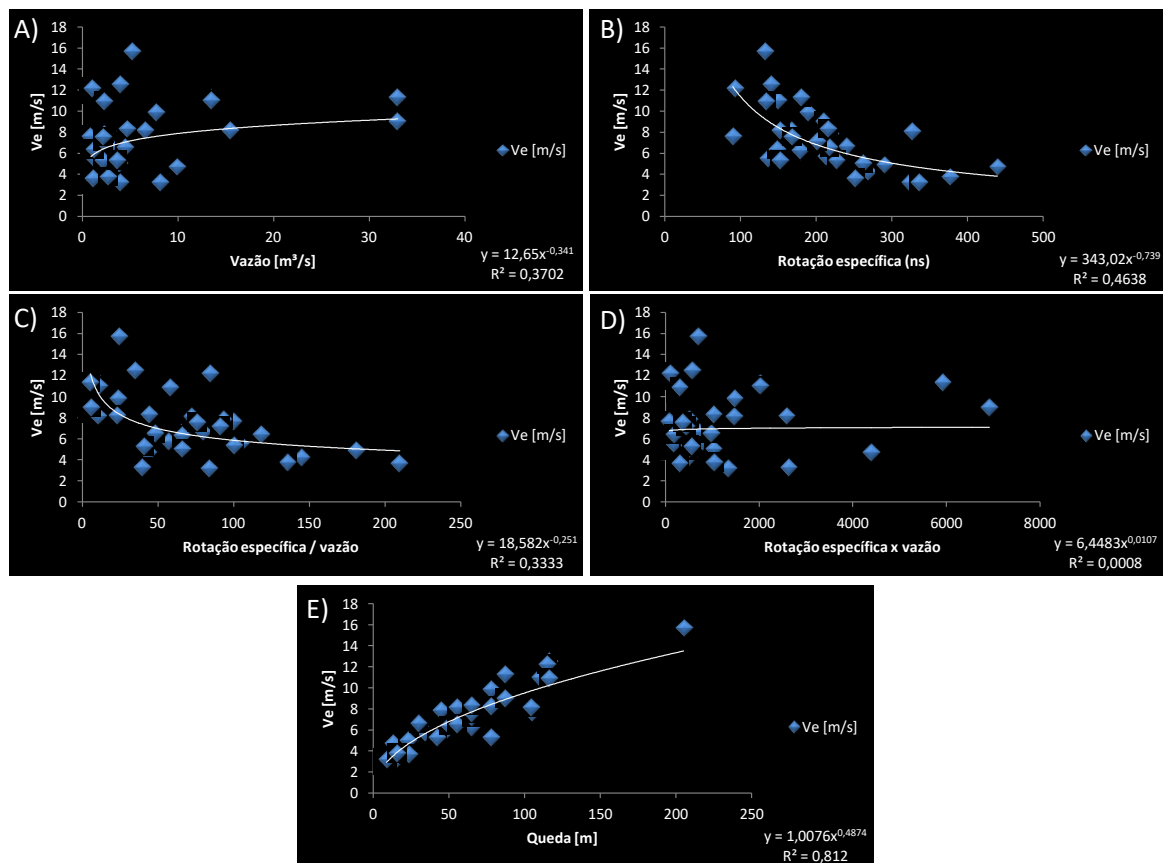 A)
18
16
14
12
10
8
6
4
2
0
Ve [m/s]
0
10
20
30
40
Vazão [m³/s]
Ve [m/s]
y = 12,65x^-0,341
R² = 0,3702
B)
18
16
14
12
10
8
6
4
2
0
Ve [m/s]
0
100
200
300
400
500
Rotação específica (ns)
Ve [m/s]
y = 343,02x^-0,739
R² = 0,4638
C)
18
16
14
12
10
8
6
4
2
0
Ve [m/s]
0
50
100
150
200
250
Rotação específica / vazão
Ve [m/s]
y = 18,582x^-0,251
R² = 0,3333
D)
18
16
14
12
10
8
6
4
2
0
Ve [m/s]
0
2000
4000
6000
8000
Rotação específica x vazão
Ve [m/s]
y = 6,4483x^0,0107
R² = 0,0008
E)
18
16
14
12
10
8
6
4
2
0
Ve [m/s]
0
50
100
150
200
250
Queda [m]
Ve [m/s]
y = 1,0076x^0,4874
R² = 0,812